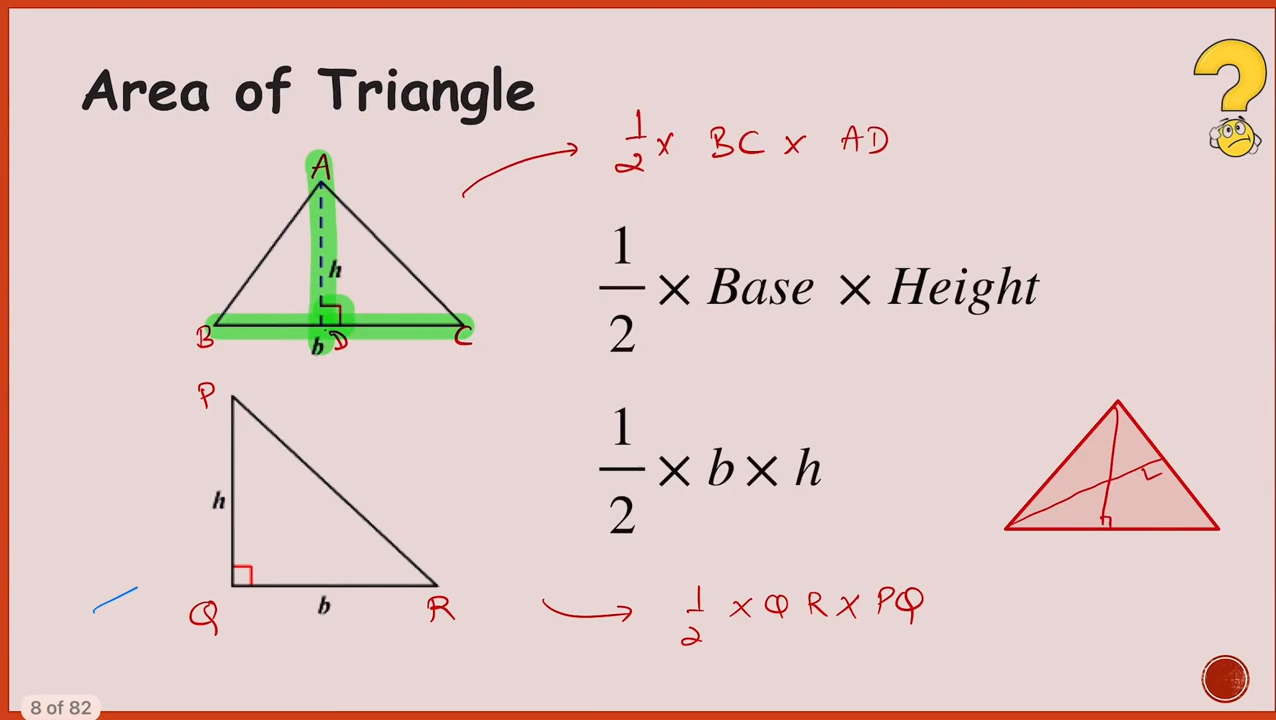 Area of Triangle
1/2 × BC × AD
A
h
B
b
D
C
1/2 × Base × Height
P
h
Q
b
R
1/2 × b × h
1/2 × QR × PQ
8 of 82